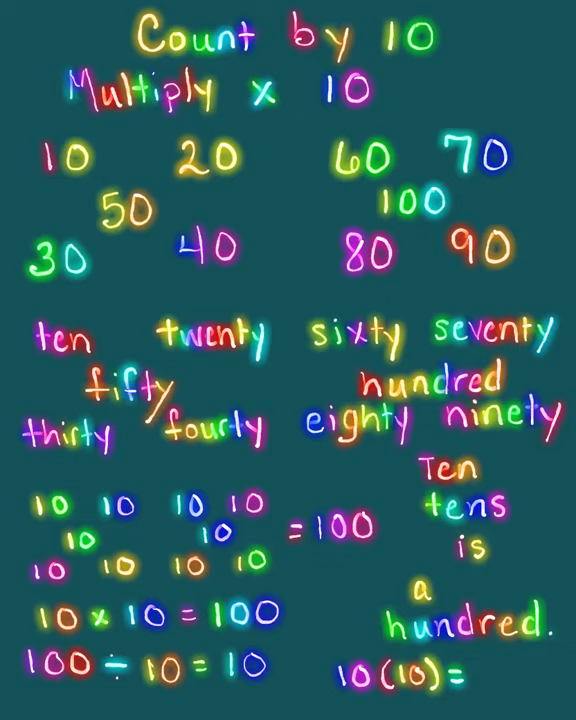 Count by 10
Multiply x 10
10 20 60 70
50 100
30 40 80 90
ten twenty sixty seventy
fifty hundred
thirty fourty eighty ninety
Ten
tens
is
a
hundred.
10 10 10 10
10 10 = 100
10 10 10 10
10 x 10 = 100
100 ÷ 10 = 10
10(10) =